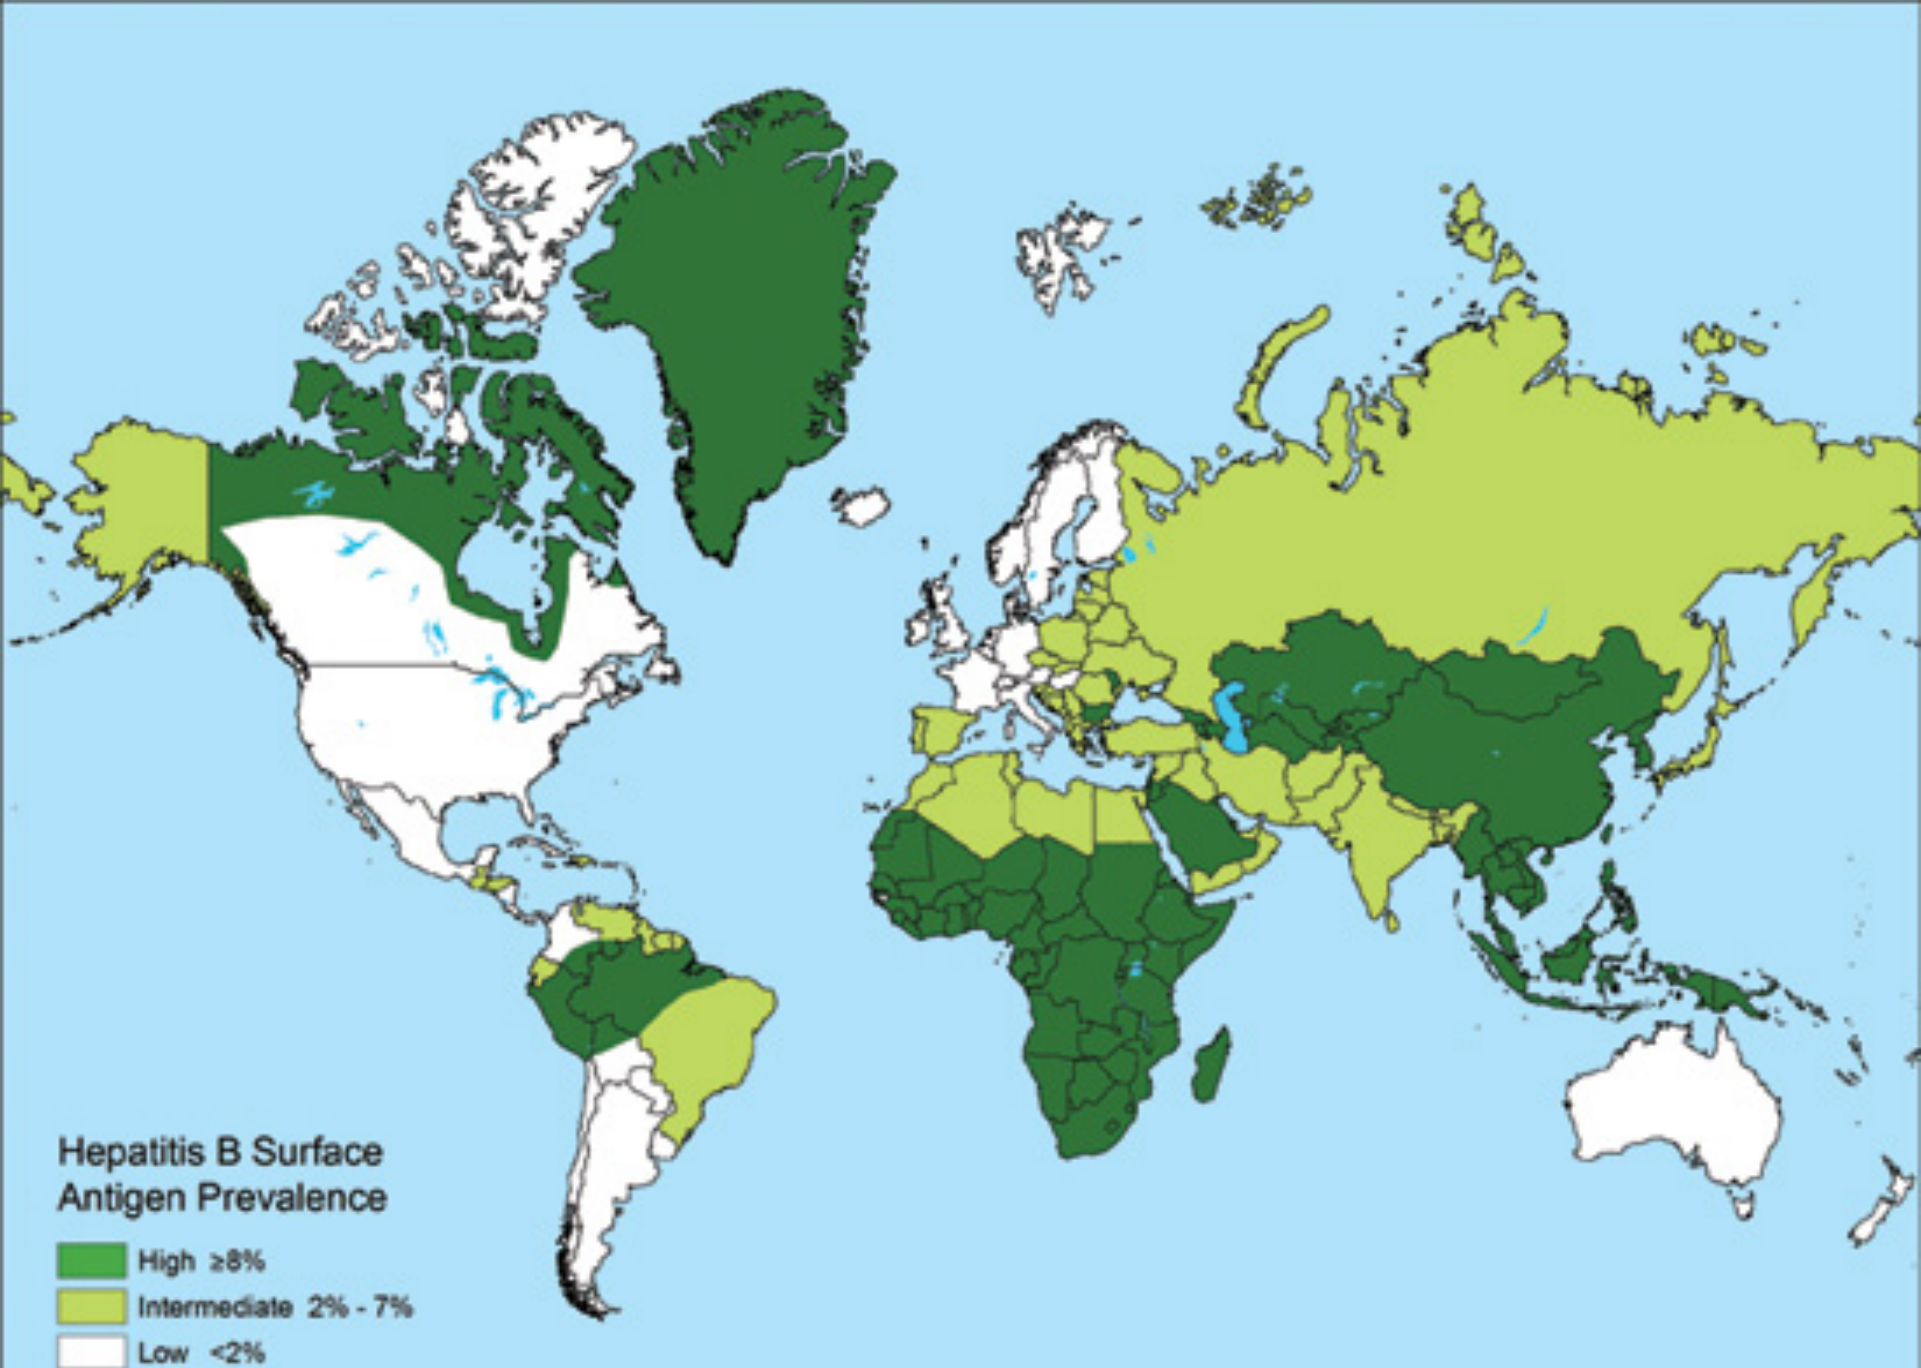 Hepatitis B Surface
Antigen Prevalence
High ≥8%
Intermediate 2% - 7%
Low <2%